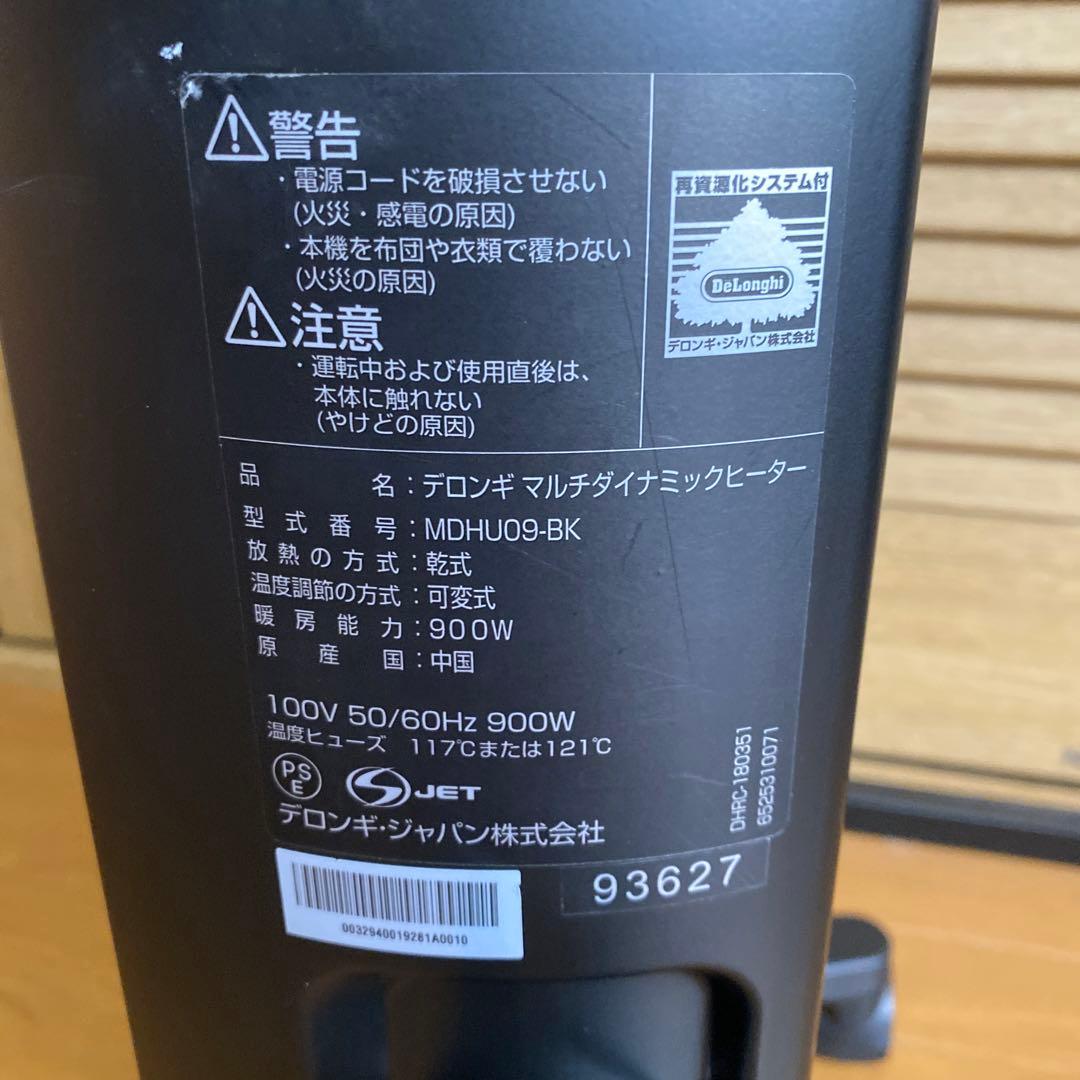 警告
・電源コードを破損させない
(火災・感電の原因)
・本機を布団や衣類で覆わない
(火災の原因)
注意
・運転中および使用直後は、
本体に触れない
(やけどの原因)
再資源化システム付
DeLonghi
デロンギ・ジャパン株式会社
品名：デロンギ マルチダイナミックヒーター
型式番号：MDHU09-BK
放熱の方式：乾式
温度調節の方式：可変式
暖房能力：900W
原産国：中国
100V 50/60Hz 900W
温度ヒューズ 117℃または121℃
PSE
JET
デロンギ・ジャパン株式会社
DHRC-180351
6525310071
93627
0032940019281A0010